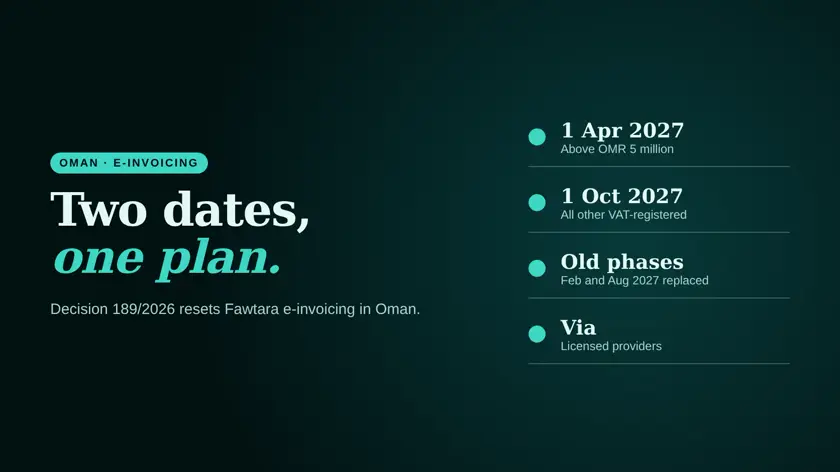 OMAN · E-INVOICING
Two dates,
one plan.
Decision 189/2026 resets Fawtara e-invoicing in Oman.
1 Apr 2027
Above OMR 5 million
1 Oct 2027
All other VAT-registered
Old phases
Feb and Aug 2027 replaced
Via
Licensed providers